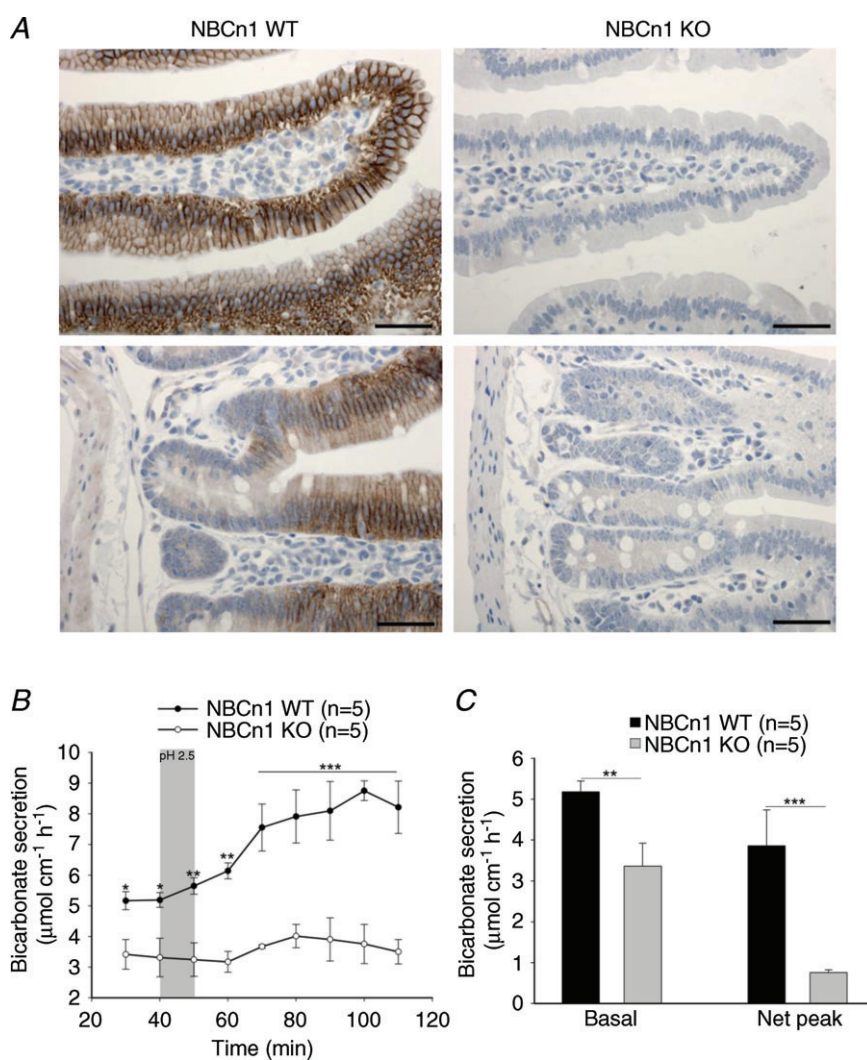 A
NBCn1 WT
NBCn1 KO
B
NBCn1 WT (n=5)
NBCn1 KO (n=5)
pH 2.5
***
**
**
*
*
Bicarbonate secretion
(µmol cm⁻¹ h⁻¹)
10
9
8
7
6
5
4
3
2
20
40
60
80
100
120
Time (min)
C
NBCn1 WT (n=5)
NBCn1 KO (n=5)
**
***
Bicarbonate secretion
(µmol cm⁻¹ h⁻¹)
6
5
4
3
2
1
0
Basal
Net peak